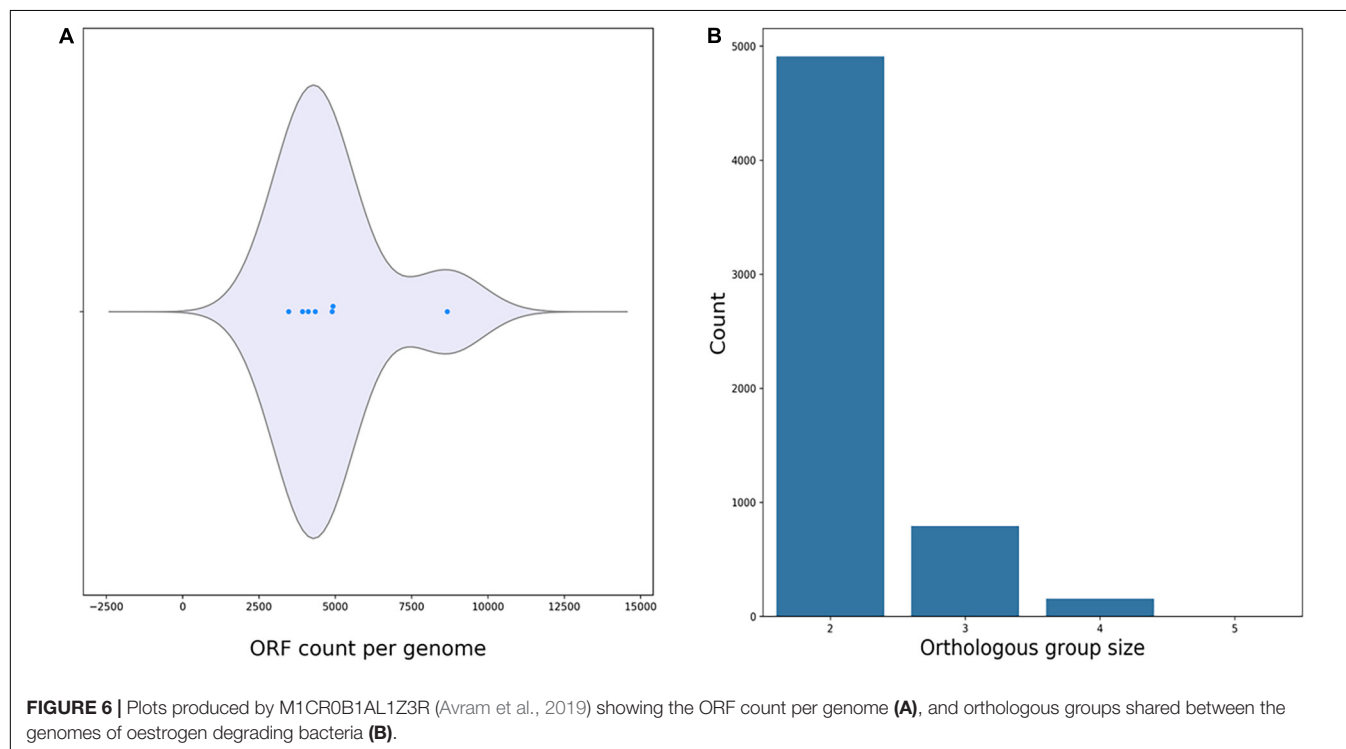 A
−2500 0 2500 5000 7500 10000 12500 15000
ORF count per genome
B
5000
4000
3000
2000
1000
0
Count
2 3 4 5
Orthologous group size
FIGURE 6 | Plots produced by M1CR0B1AL1Z3R (Avram et al., 2019) showing the ORF count per genome (A), and orthologous groups shared between the
genomes of oestrogen degrading bacteria (B).